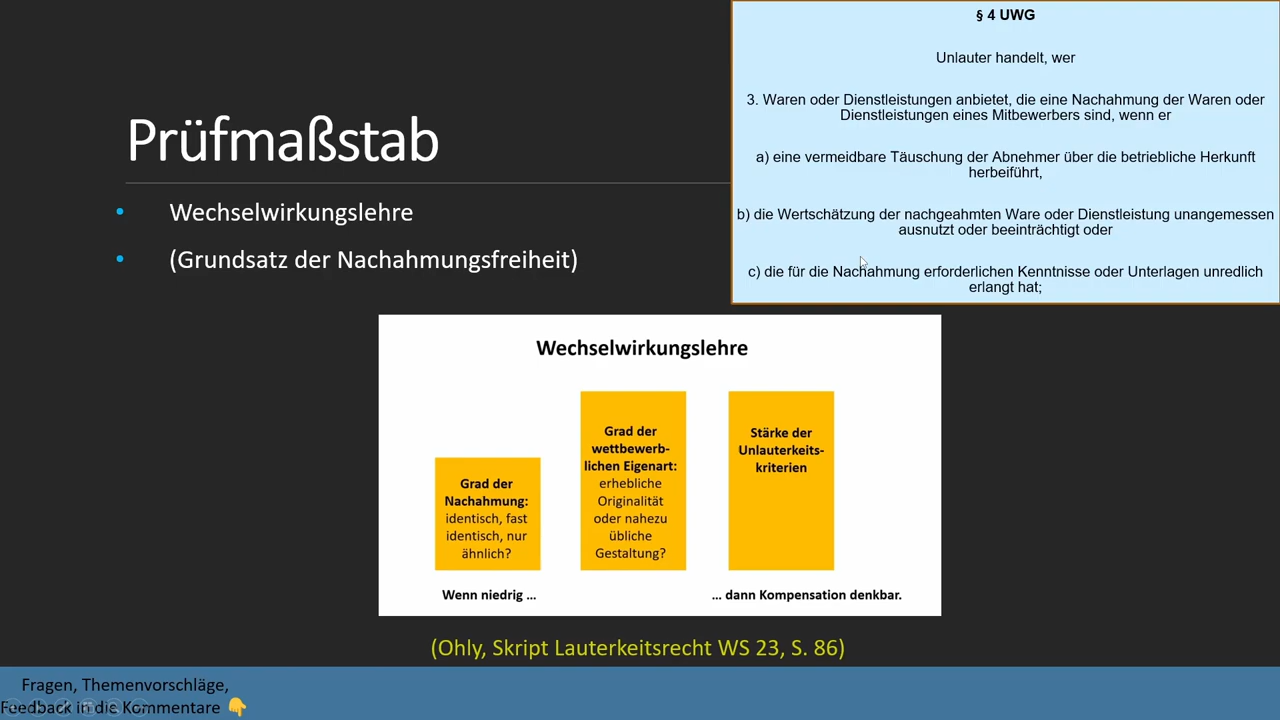 Prüfmaßstab
• Wechselwirkungslehre
• (Grundsatz der Nachahmungsfreiheit)
§ 4 UWG
Unlauter handelt, wer
3. Waren oder Dienstleistungen anbietet, die eine Nachahmung der Waren oder
Dienstleistungen eines Mitbewerbers sind, wenn er
a) eine vermeidbare Täuschung der Abnehmer über die betriebliche Herkunft
herbeiführt,
b) die Wertschätzung der nachgeahmten Ware oder Dienstleistung unangemessen
ausnutzt oder beeinträchtigt oder
c) die für die Nachahmung erforderlichen Kenntnisse oder Unterlagen unredlich
erlangt hat;
Wechselwirkungslehre
Grad der
Nachahmung:
identisch, fast
identisch, nur
ähnlich?
Grad der
wettbewerb-
lichen Eigenart:
erhebliche
Originalität
oder nahezu
übliche
Gestaltung?
Stärke der
Unlauterkeits-
kriterien
Wenn niedrig ...
... dann Kompensation denkbar.
(Ohly, Skript Lauterkeitsrecht WS 23, S. 86)
Fragen, Themenvorschläge,
Feedback in die Kommentare 👇